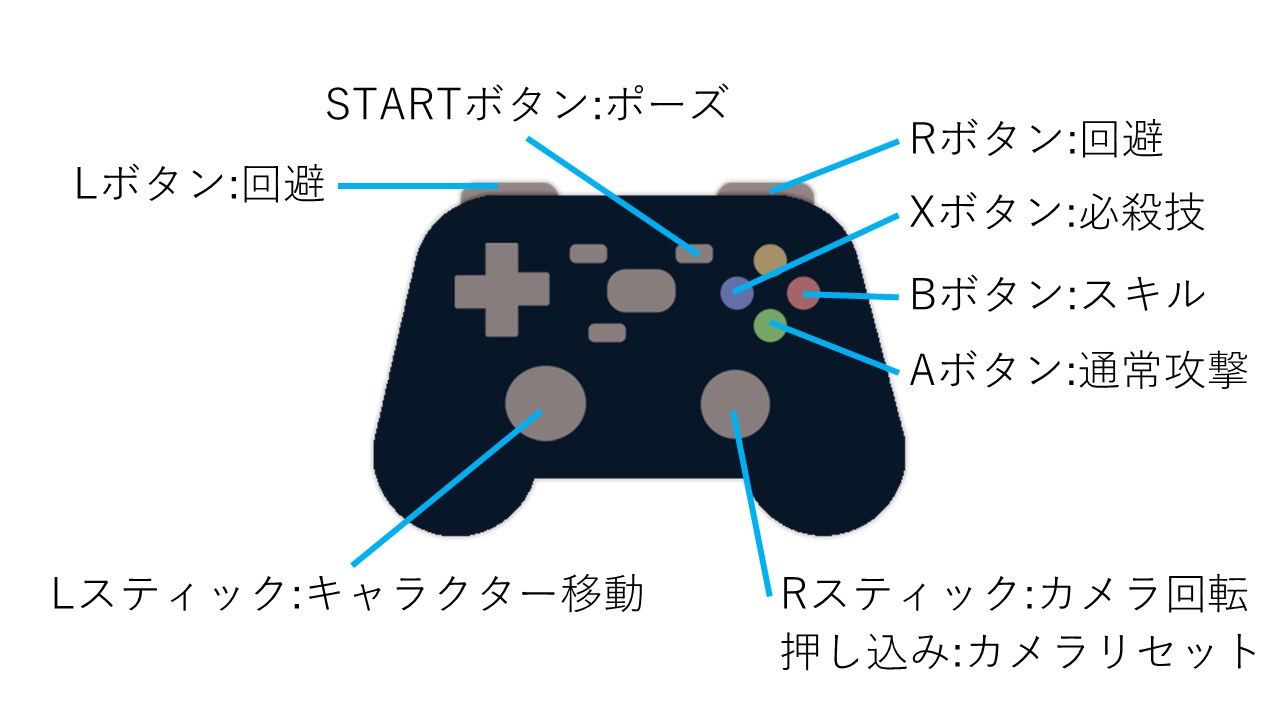 STARTボタン:ポーズ
Lボタン:回避
Rボタン:回避
Xボタン:必殺技
Bボタン:スキル
Aボタン:通常攻撃
Lスティック:キャラクター移動
Rスティック:カメラ回転
押し込み:カメラリセット